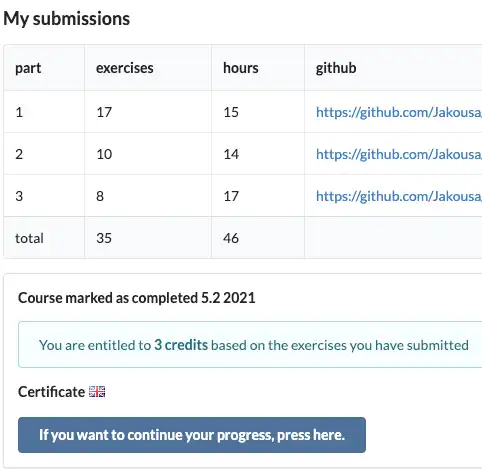 My submissions
part exercises hours github
1 17 15 https://github.com/Jakousa
2 10 14 https://github.com/Jakousa
3 8 17 https://github.com/Jakousa
total 35 46
Course marked as completed 5.2 2021
You are entitled to 3 credits based on the exercises you have submitted
Certificate
If you want to continue your progress, press here.